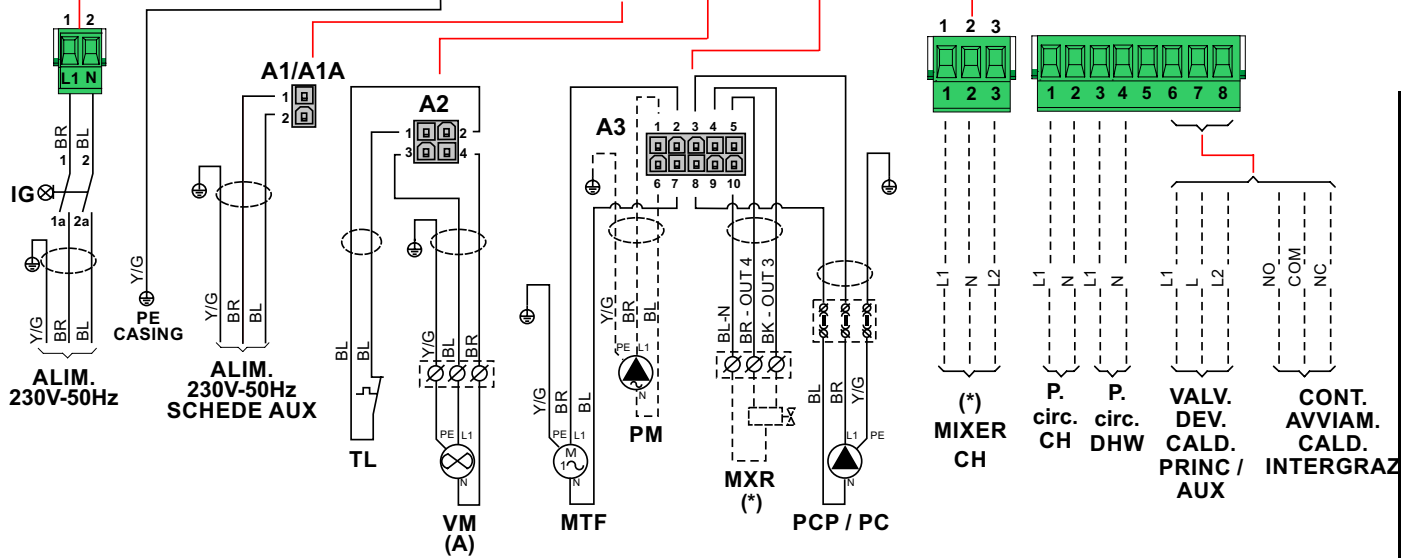 1 2
L1 N
BR
BL
1 2
IG
1a 2a
Y/G
BR
BL
ALIM.
230V-50Hz
Y/G
PE
CASING
A1/A1A
1
2
Y/G
BR
BL
ALIM.
230V-50Hz
SCHEDE AUX
A2
1 2
3 4
BL
BL
TL
Y/G
BL
BR
PE L1
N
VM
(A)
A3
1 2 3 4 5
6 7 8 9 10
Y/G
BR
BL
PE L1
M
1
N
MTF
Y/G
BR
BL
PE L1
N
PM
BL-N
BR - OUT 4
BK - OUT 3
MXR
(*)
BL
BR
Y/G
L1 PE
N
PCP / PC
1 2 3
1 2 3
L1
N
L2
(*)
MIXER
CH
1 2 3 4 5 6 7 8
L1
N
L1
N
P.
circ.
CH
P.
circ.
DHW
L1
L
L2
VALV.
DEV.
CALD.
PRINC /
AUX
NO
COM
NC
CONT.
AVVIAM.
CALD.
INTERGRAZ